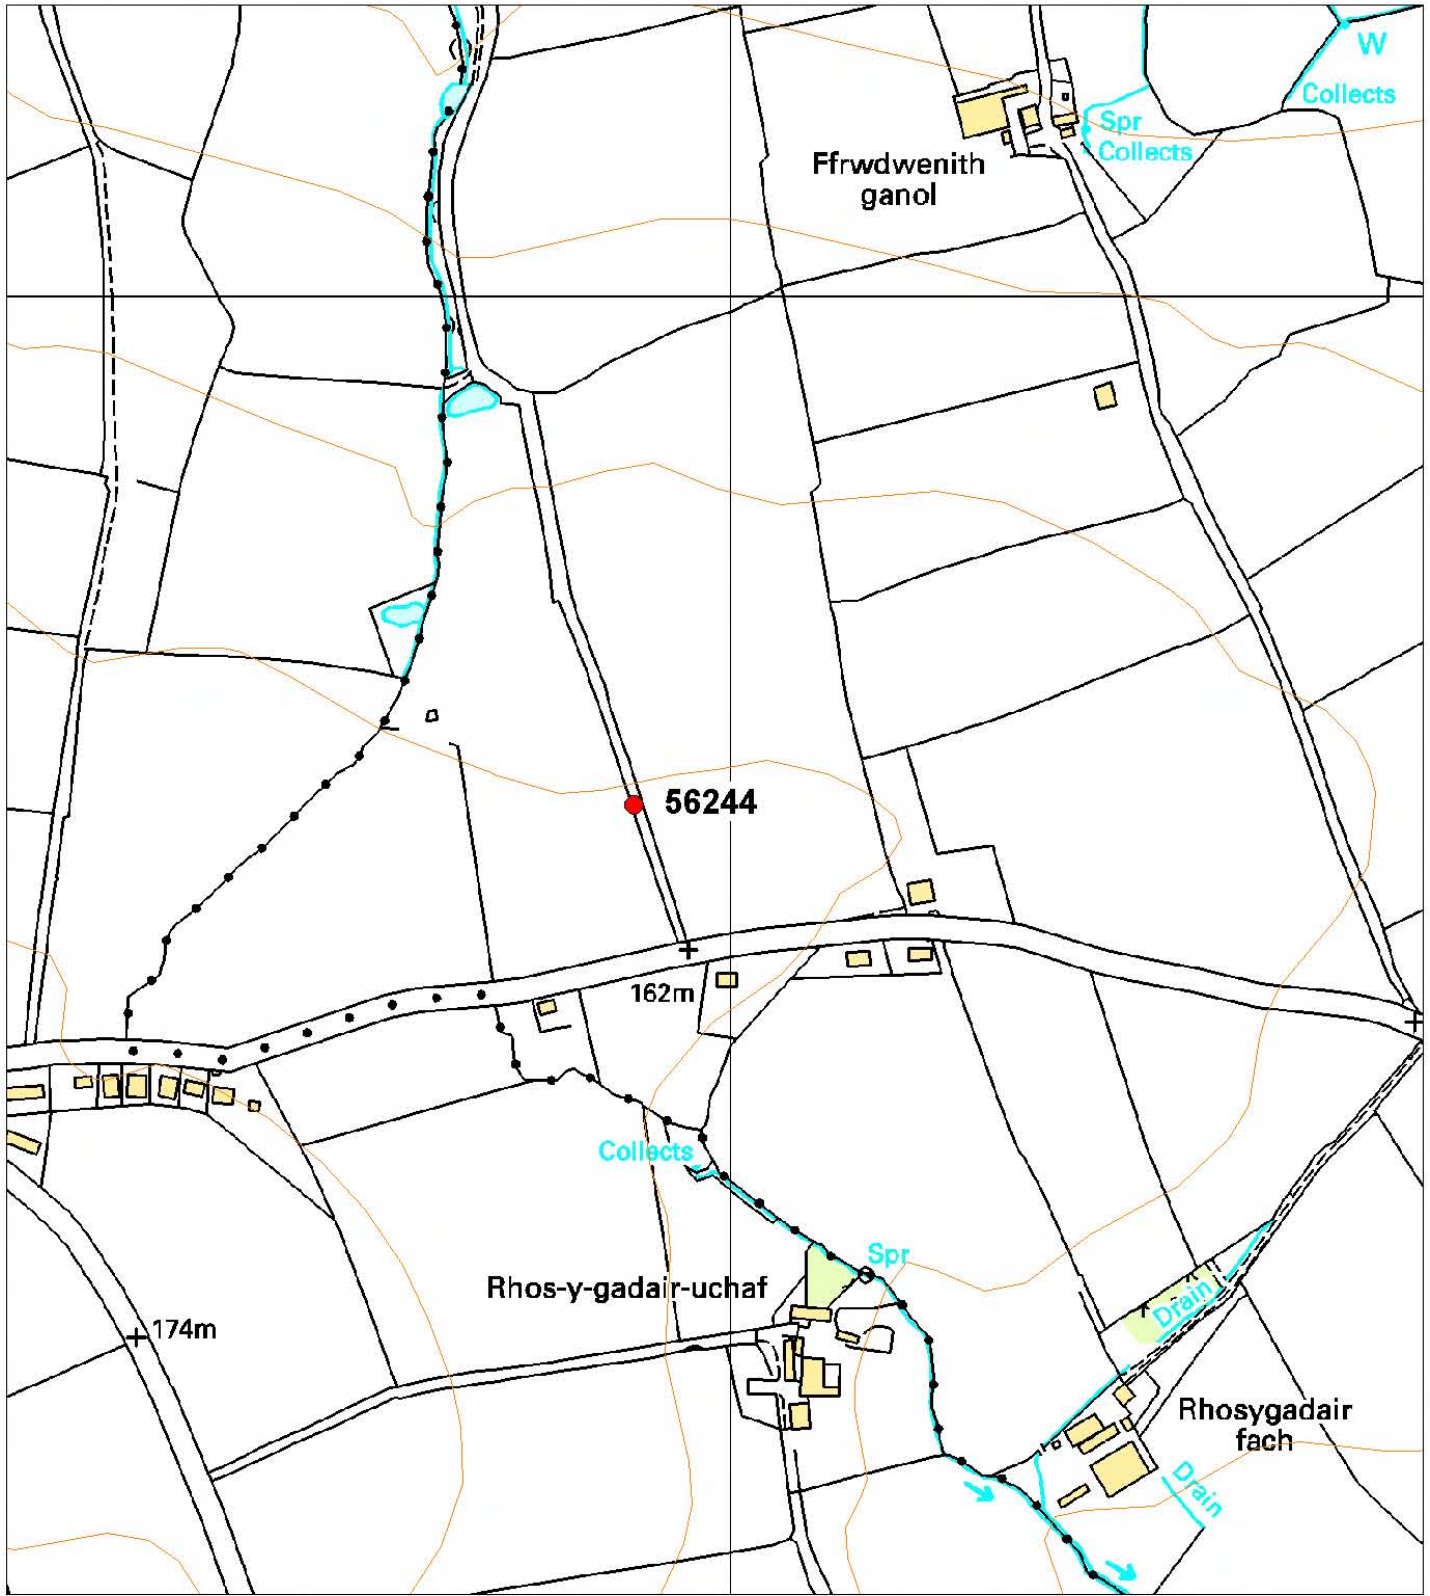 W
Collects
Spr
Collects
Ffrwdwenith
ganol
56244
162m
Collects
Spr
Rhos-y-gadair-uchaf
Drain
174m
Rhosygadair
fach
Drain